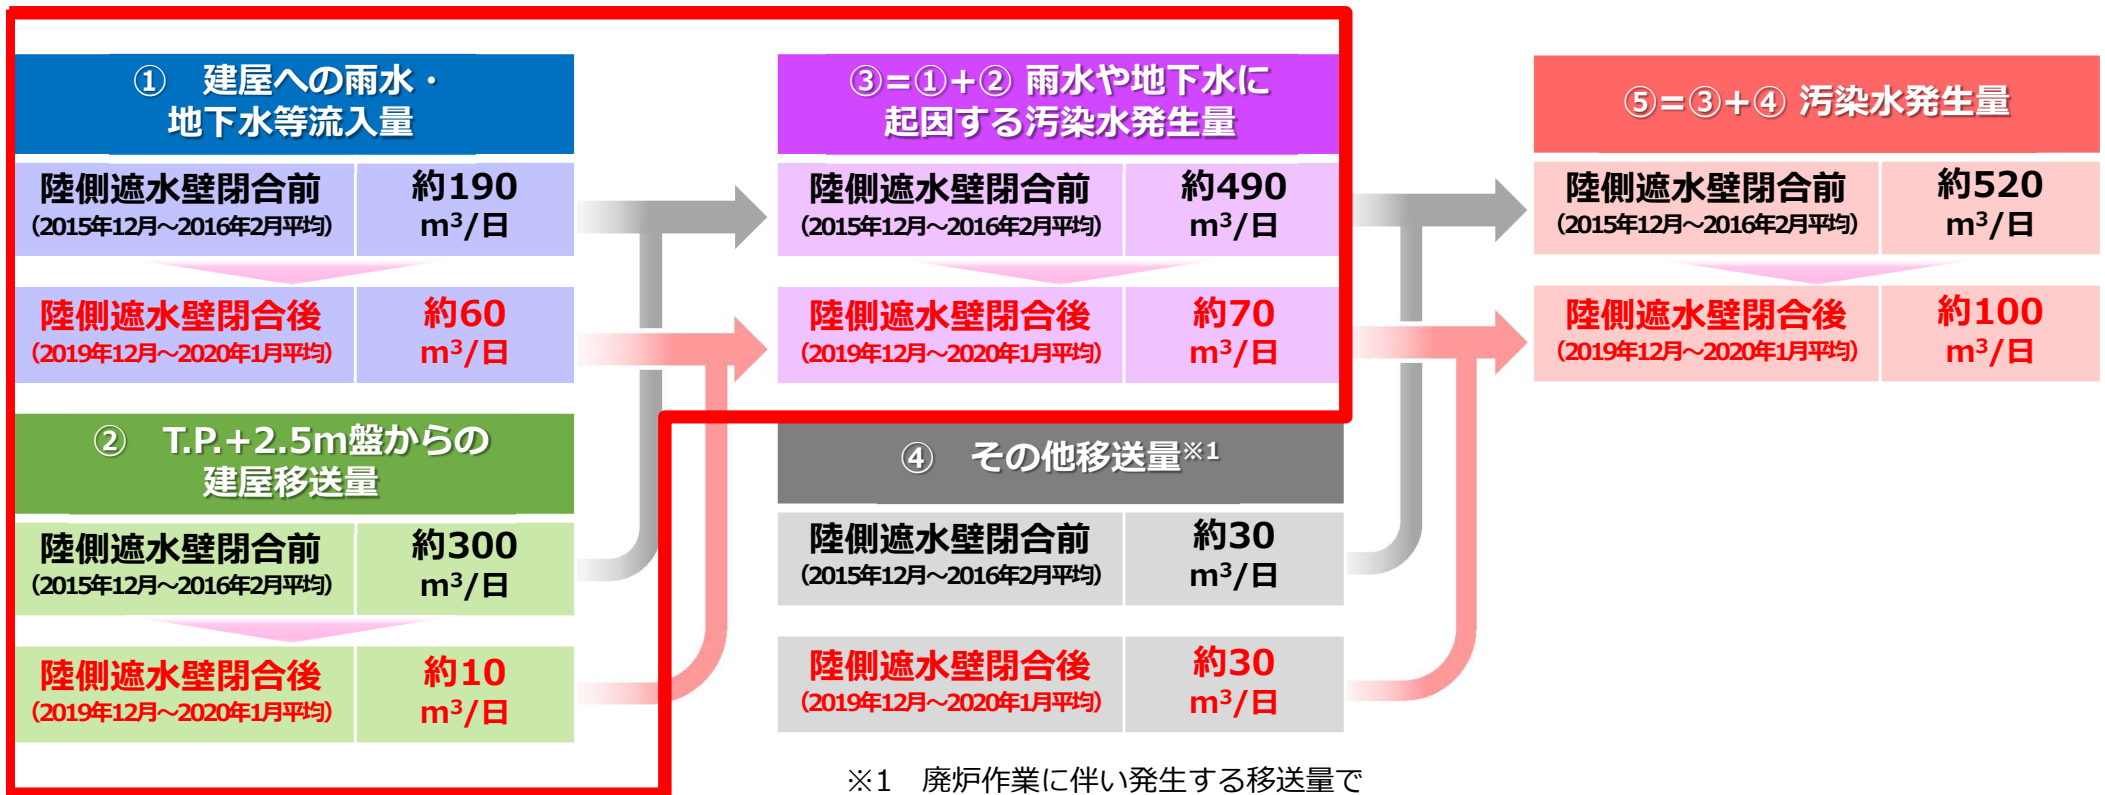 ① 建屋への雨水・
地下水等流入量
陸側遮水壁閉合前
（2015年12月～2016年2月平均）
約190
m³/日
陸側遮水壁閉合後
（2019年12月～2020年1月平均）
約60
m³/日
② T.P.+2.5m盤からの
建屋移送量
陸側遮水壁閉合前
（2015年12月～2016年2月平均）
約300
m³/日
陸側遮水壁閉合後
（2019年12月～2020年1月平均）
約10
m³/日
③=①+② 雨水や地下水に
起因する汚染水発生量
陸側遮水壁閉合前
（2015年12月～2016年2月平均）
約490
m³/日
陸側遮水壁閉合後
（2019年12月～2020年1月平均）
約70
m³/日
④ その他移送量※1
陸側遮水壁閉合前
（2015年12月～2016年2月平均）
約30
m³/日
陸側遮水壁閉合後
（2019年12月～2020年1月平均）
約30
m³/日
⑤=③+④ 汚染水発生量
陸側遮水壁閉合前
（2015年12月～2016年2月平均）
約520
m³/日
陸側遮水壁閉合後
（2019年12月～2020年1月平均）
約100
m³/日
※1 廃炉作業に伴い発生する移送量で